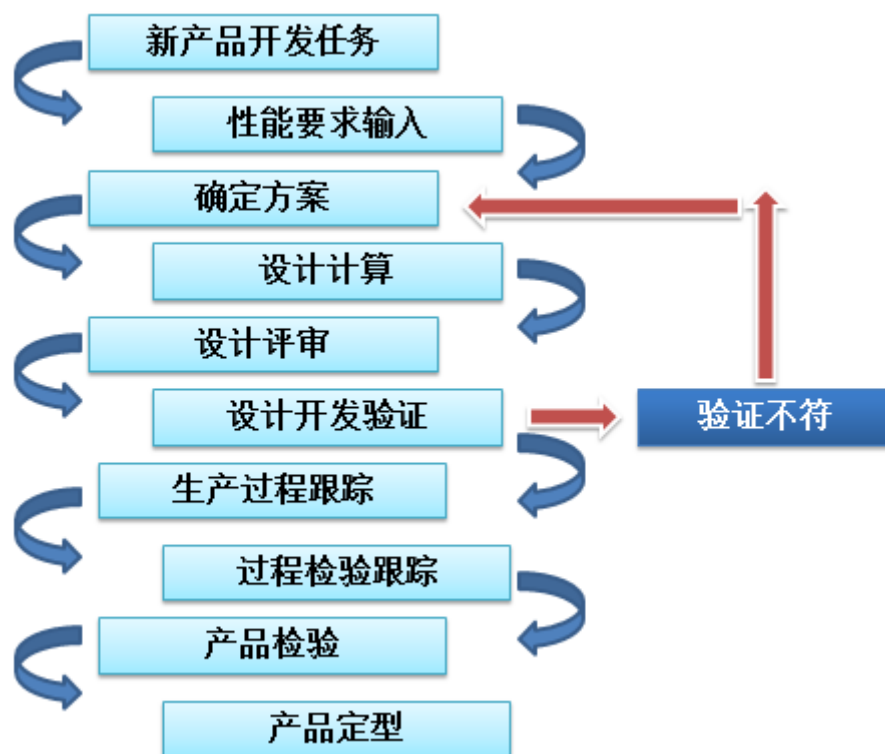 新产品开发任务
性能要求输入
确定方案
设计计算
设计评审
设计开发验证
验证不符
生产过程跟踪
过程检验跟踪
产品检验
产品定型